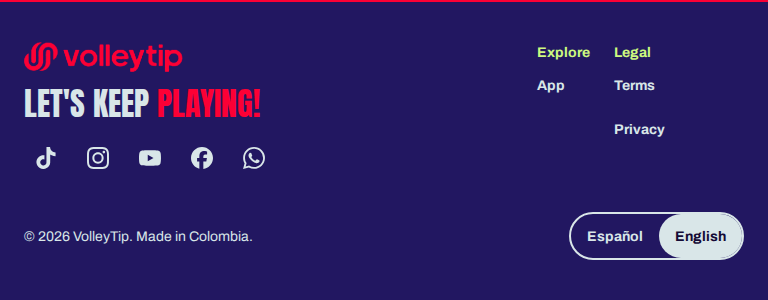 volleytip
LET'S KEEP PLAYING!
Explore
App
Legal
Terms
Privacy
© 2026 VolleyTip. Made in Colombia.
Español
English